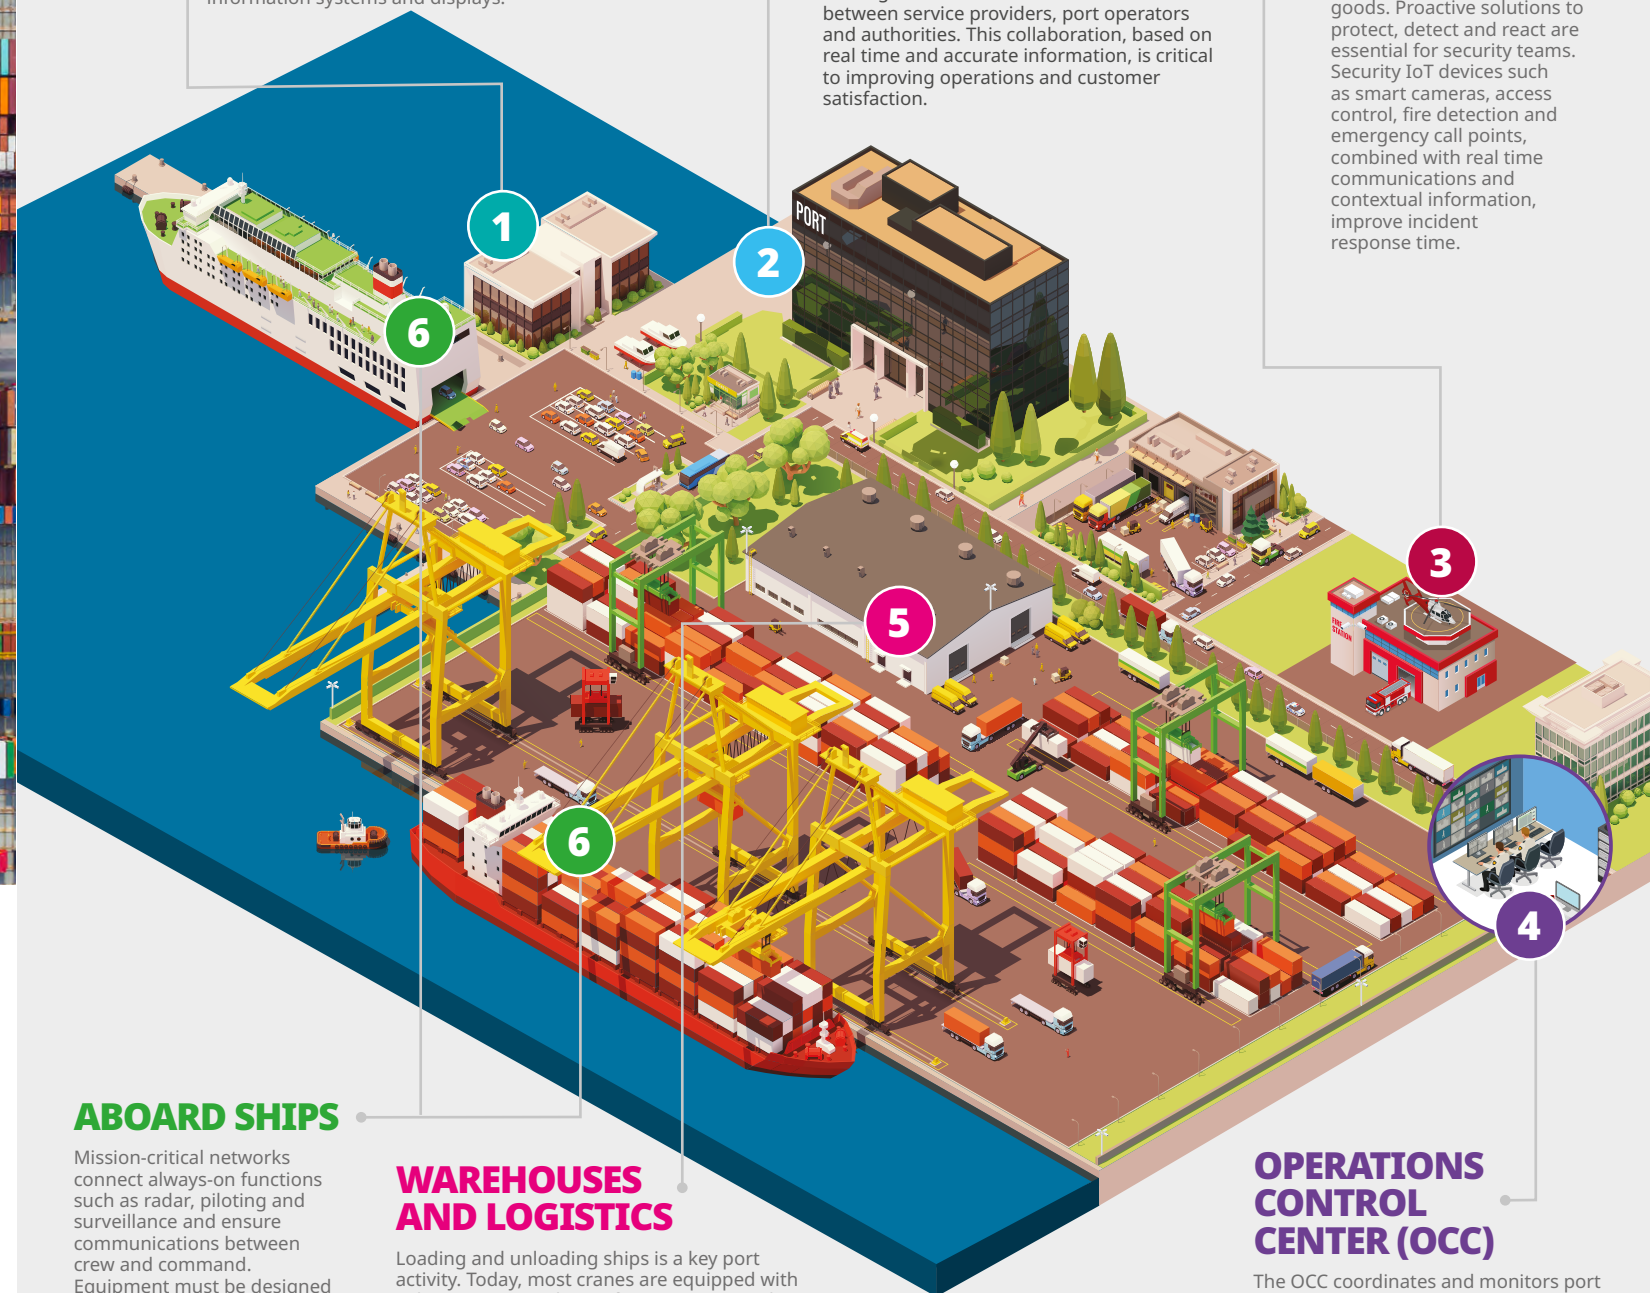 information systems and displays.
between service providers, port operators
and authorities. This collaboration, based on
real time and accurate information, is critical
to improving operations and customer
satisfaction.
goods. Proactive solutions to
protect, detect and react are
essential for security teams.
Security IoT devices such
as smart cameras, access
control, fire detection and
emergency call points,
combined with real time
communications and
contextual information,
improve incident
response time.
1
2
PORT
6
3
5
FIRE
STATION
6
4
ABOARD SHIPS
Mission-critical networks
connect always-on functions
such as radar, piloting and
surveillance and ensure
communications between
crew and command.
Equipment must be designed
WAREHOUSES
AND LOGISTICS
Loading and unloading ships is a key port
activity. Today, most cranes are equipped with
OPERATIONS
CONTROL
CENTER (OCC)
The OCC coordinates and monitors port